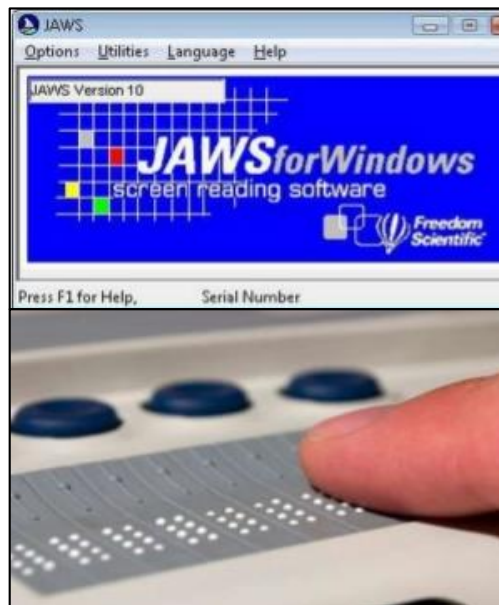 JAWS
Options Utilities Language Help
JAWS Version 10
JAWSforWindows
screen reading software
Freedom
Scientific
Press F1 for Help, Serial Number